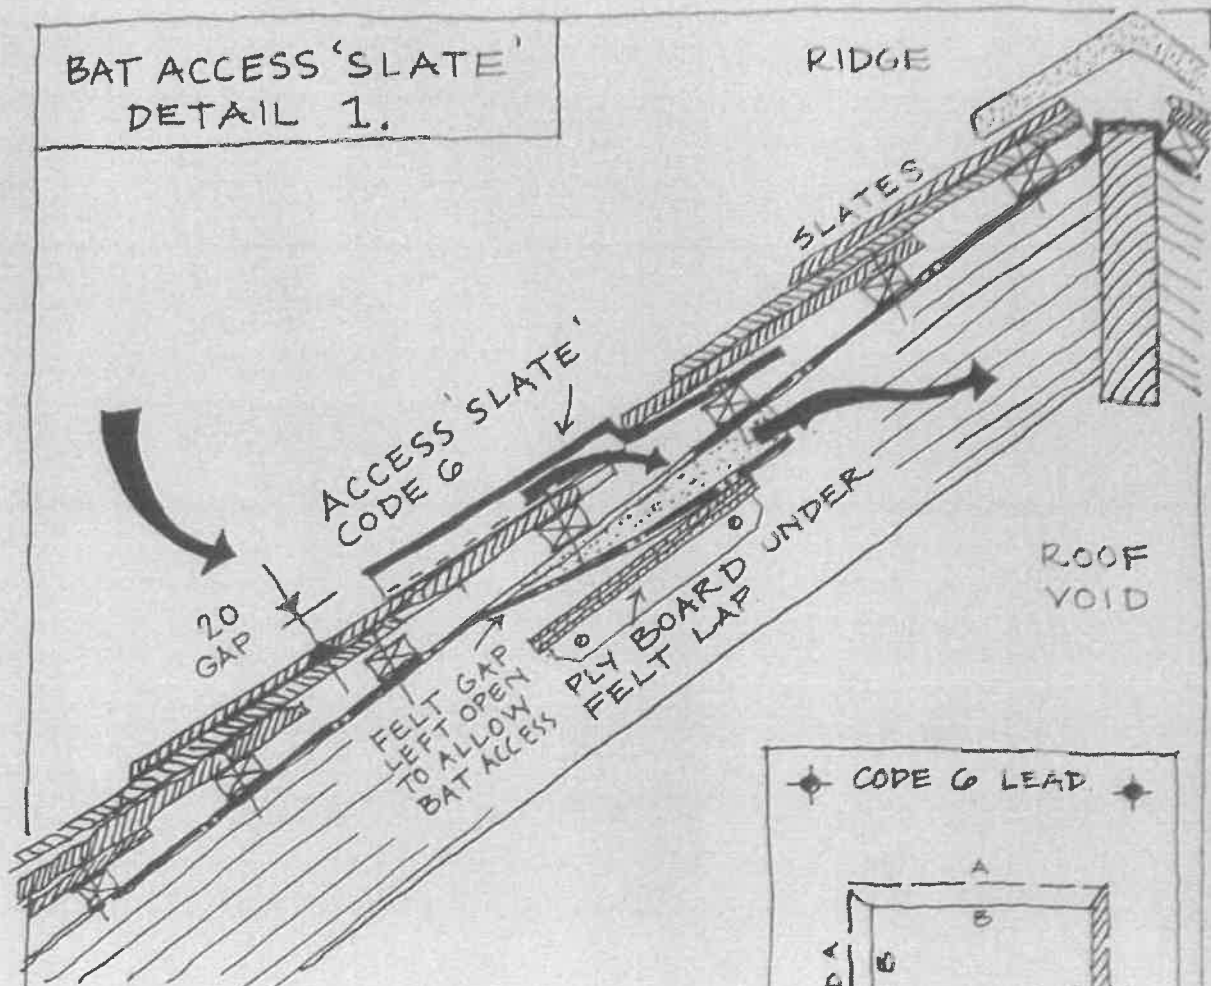 BAT ACCESS 'SLATE'
DETAIL 1.
RIDGE
SLATES
ACCESS 'SLATE'
CODE 6
20
GAP
FELT GAP
LEFT OPEN
TO ALLOW
BAT ACCESS
PLY BOARD UNDER
FELT LAP
ROOF
VOID
CODE 6 LEAD
A
B
A
B